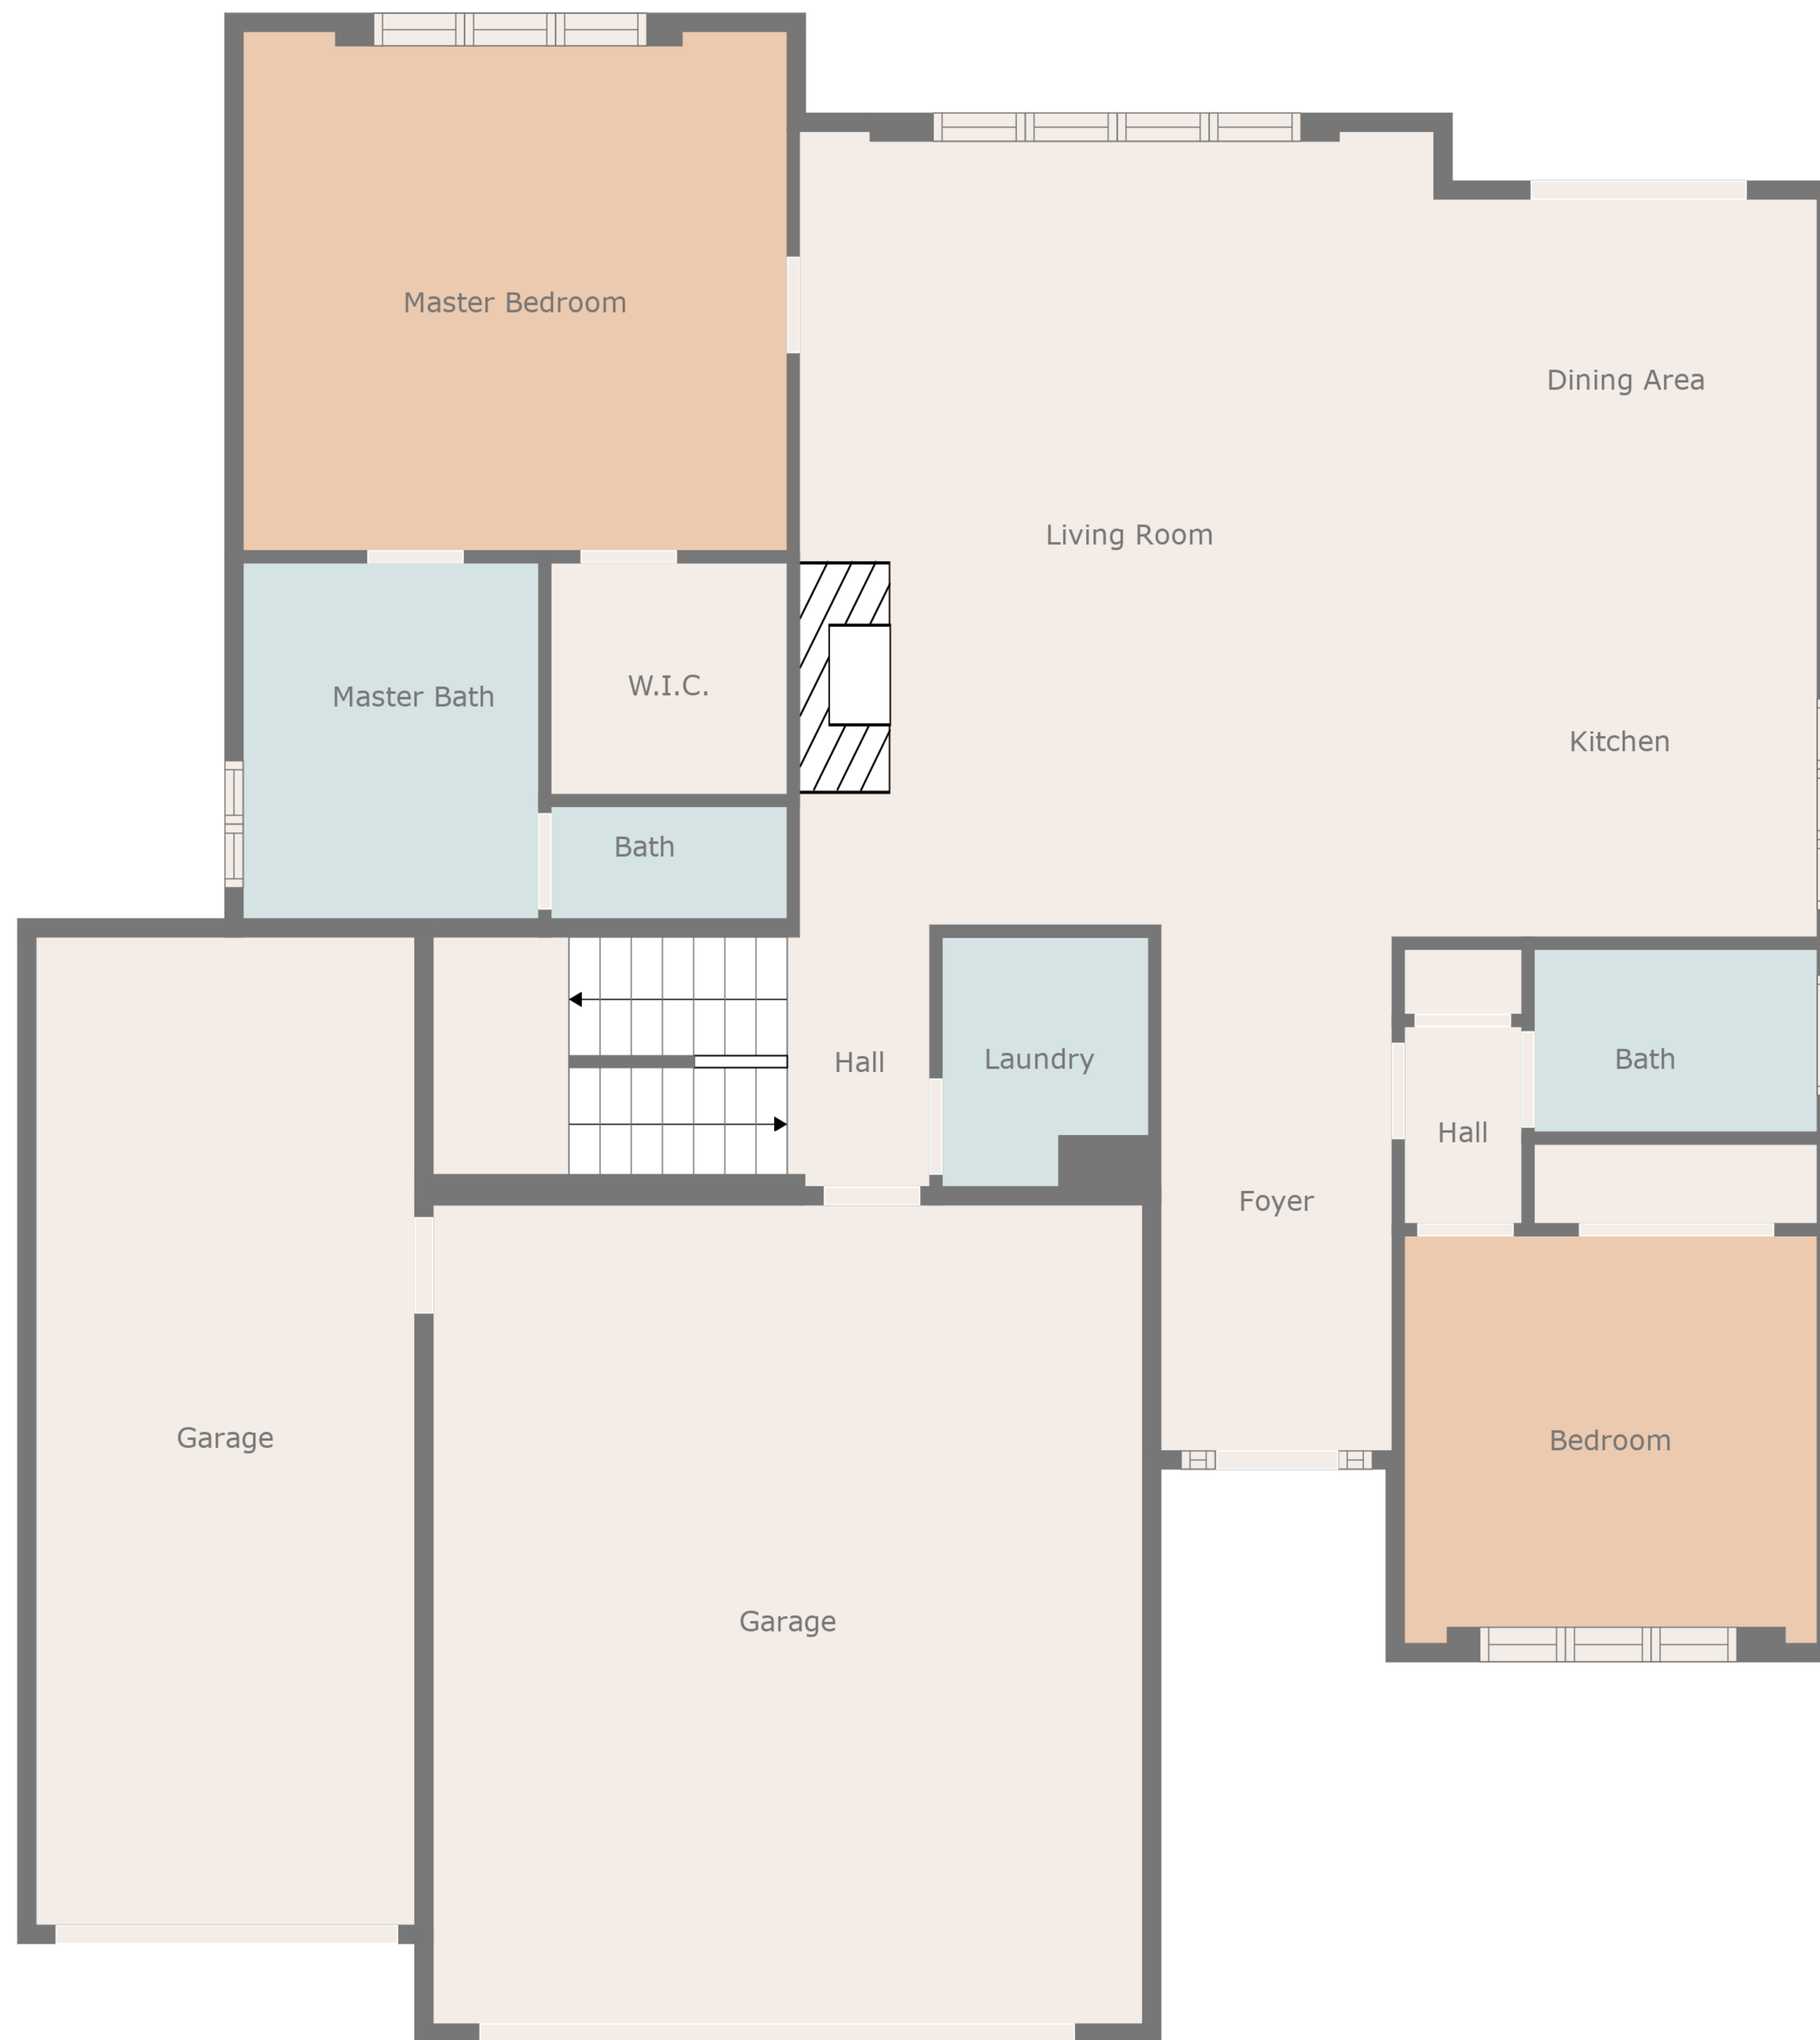 Master Bedroom
Dining Area
Living Room
W.I.C.
Master Bath
Kitchen
Bath
Hall
Laundry
Bath
Hall
Foyer
Garage
Bedroom
Garage